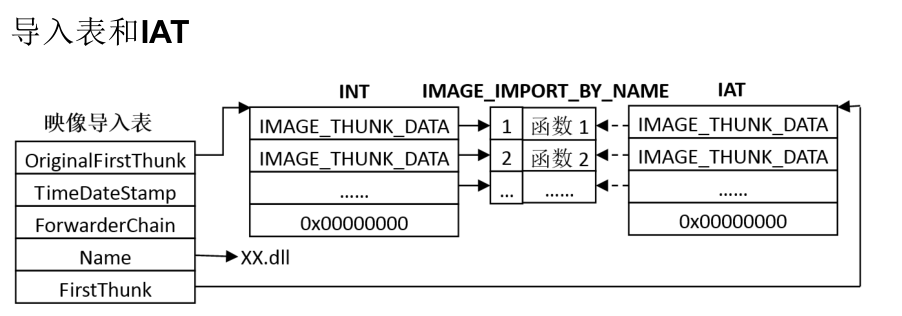 导入表和IAT
INT
IMAGE_IMPORT_BY_NAME
IAT
映像导入表
OriginalFirstThunk
TimeDateStamp
ForwarderChain
Name
FirstThunk
XX.dll
IMAGE_THUNK_DATA
IMAGE_THUNK_DATA
......
0x00000000
1 函数 1
2 函数 2
... ......
IMAGE_THUNK_DATA
IMAGE_THUNK_DATA
......
0x00000000